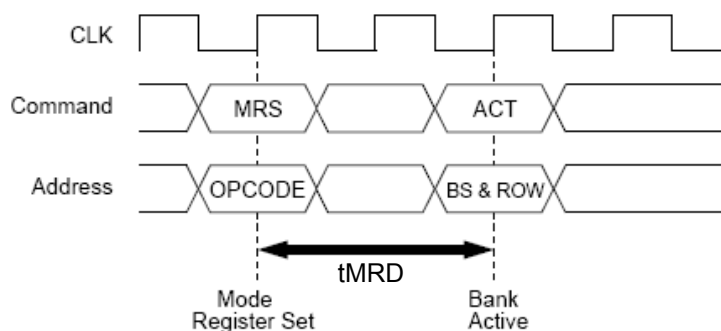 CLK
Command
MRS
ACT
Address
OPCODE
BS & ROW
tMRD
Mode
Register Set
Bank
Active